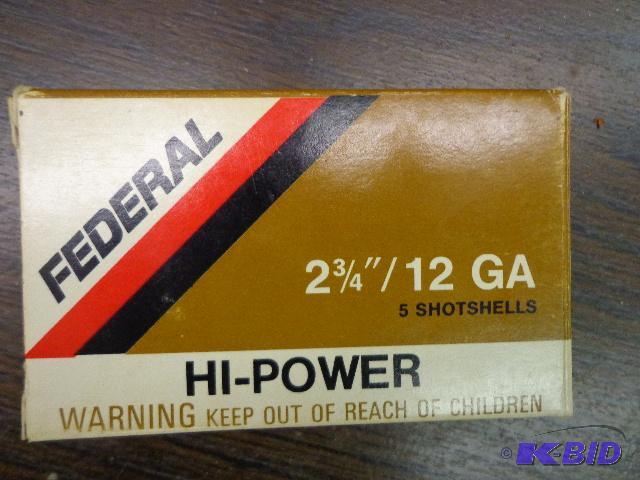 FEDERAL
2¾"/12 GA
5 SHOTSHELLS
HI-POWER
WARNING KEEP OUT OF REACH OF CHILDREN
© K-BID